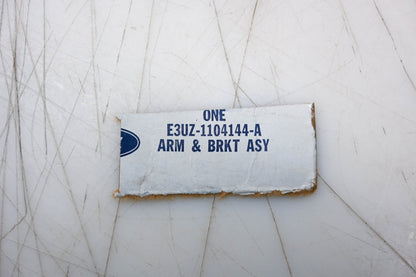 ONE
E3UZ-1104144-A
ARM & BRKT ASY